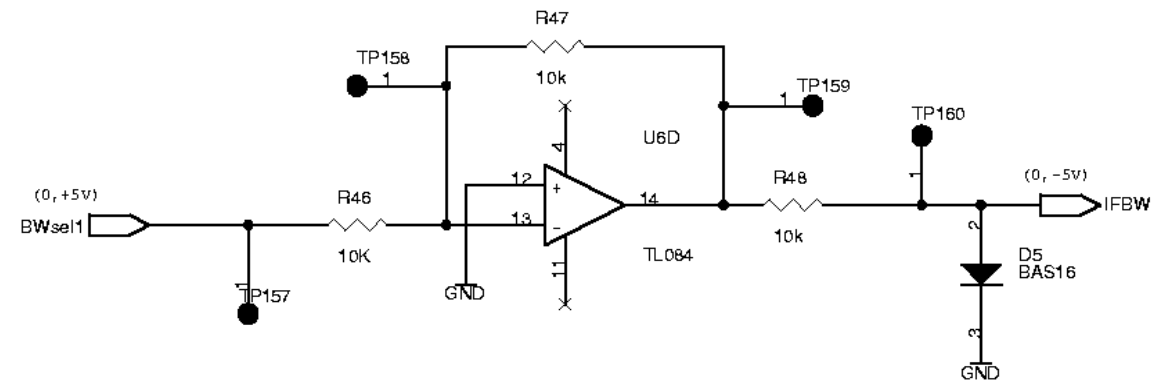 R47
10k
TP158
1
1
TP159
TP160
1
4
U6D
(0,+5V)
BWsel1
R46
10K
12
+
13
-
14
R48
10k
(0,-5V)
IFBW
1
TP157
GND
11
TL084
2
D5
BAS16
3
GND